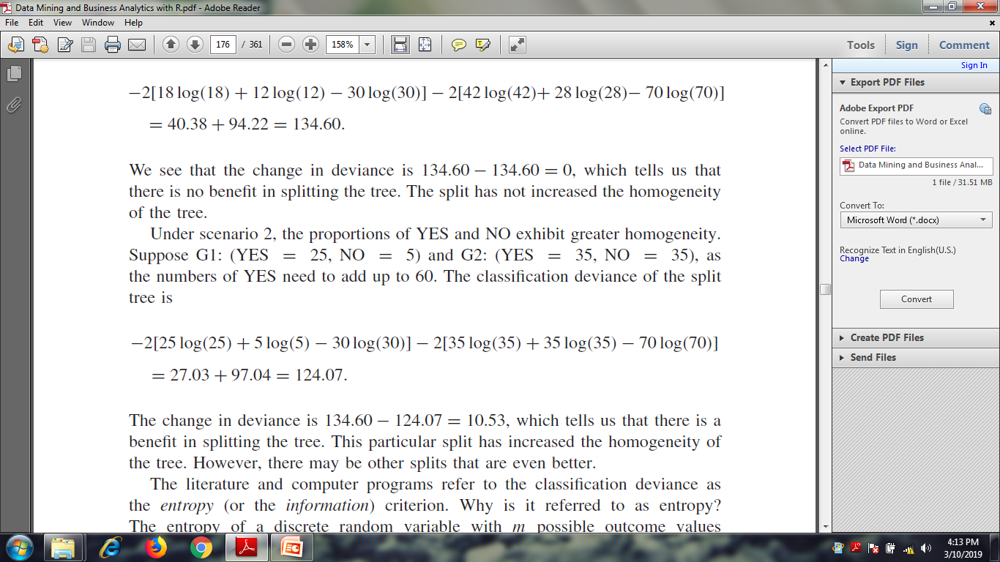 Data Mining and Business Analytics with R.pdf - Adobe Reader
File Edit View Window Help
176 / 361 158% Tools Sign Comment
Sign In
−2[18 log(18) + 12 log(12) − 30 log(30)] − 2[42 log(42)+ 28 log(28)− 70 log(70)]
= 40.38 + 94.22 = 134.60.
We see that the change in deviance is 134.60 − 134.60 = 0, which tells us that
there is no benefit in splitting the tree. The split has not increased the homogeneity
of the tree.
Under scenario 2, the proportions of YES and NO exhibit greater homogeneity.
Suppose G1: (YES = 25, NO = 5) and G2: (YES = 35, NO = 35), as
the numbers of YES need to add up to 60. The classification deviance of the split
tree is
−2[25 log(25) + 5 log(5) − 30 log(30)] − 2[35 log(35) + 35 log(35) − 70 log(70)]
= 27.03 + 97.04 = 124.07.
The change in deviance is 134.60 − 124.07 = 10.53, which tells us that there is a
benefit in splitting the tree. This particular split has increased the homogeneity of
the tree. However, there may be other splits that are even better.
The literature and computer programs refer to the classification deviance as
the entropy (or the information) criterion. Why is it referred to as entropy?
The entropy of a discrete random variable with m possible outcome values
Export PDF Files
Adobe Export PDF
Convert PDF files to Word or Excel
online.
Select PDF File:
Data Mining and Business Anal...
1 file / 31.51 MB
Convert To:
Microsoft Word (*.docx)
Recognize Text in English(U.S.)
Change
Convert
Create PDF Files
Send Files
4:13 PM
3/10/2019